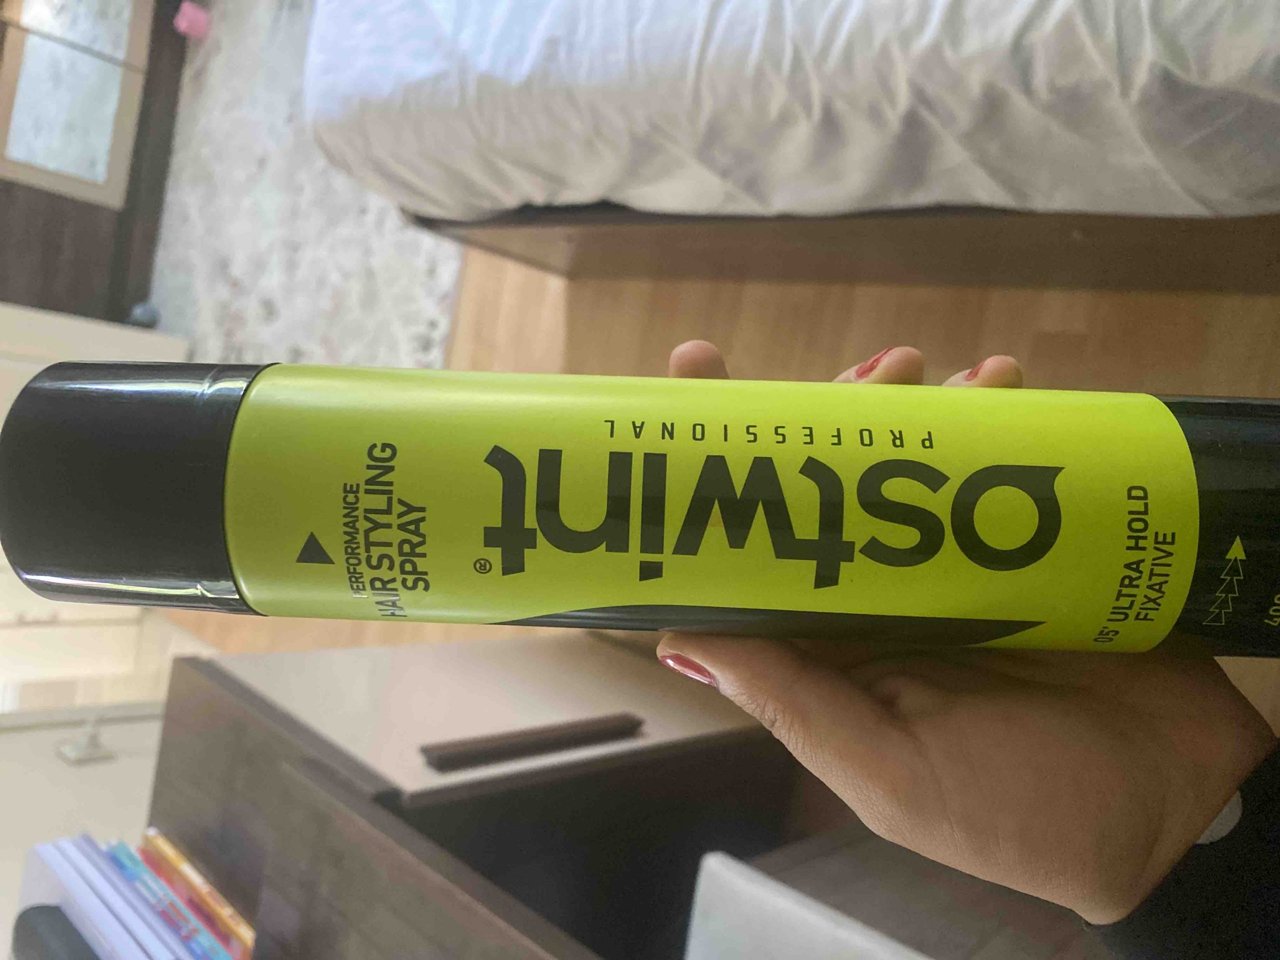 PERFORMANCE
HAIR STYLING
SPRAY
ostwint®
PROFESSIONAL
05' ULTRA HOLD
FIXATIVE